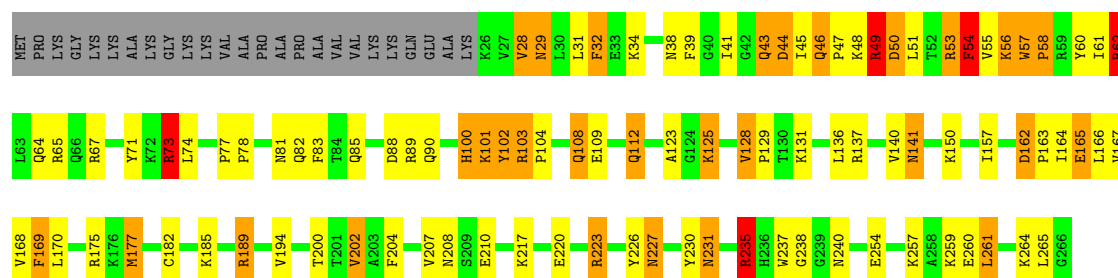 MET PRO LYS GLY LYS LYS ALA LYS GLY LYS LYS VAL ALA PRO ALA PRO ALA VAL VAL LYS LYS GLN GLU ALA LYS K26 V27 V28 N29 L30 L31 F32 E33 K34 N38 F39 G40 I41 G42 Q43 D44 I45 Q46 P47 K48 R49 D50 L51 T52 R53 F54 V55 K56 W57 P58 R59 Y60 I61 R62
L63 Q64 R65 Q66 R67 Y71 K72 R73 L74 P77 P78 N81 Q82 F83 T84 Q85 D88 R89 Q90 H100 K101 Y102 R103 P104 Q108 E109 Q112 A123 G124 K125 V128 P129 T130 K131 L136 R137 V140 N141 K150 I157 D162 P163 I164 E165 L166 V167
V168 F169 L170 R175 K176 M177 C182 K185 R189 V194 T200 T201 V202 A203 F204 V207 N208 S209 E210 K217 E220 R223 Y226 N227 Y230 N231 R235 H236 W237 G238 G239 N240 E254 K257 A258 K259 E260 L261 K264 L265 G266